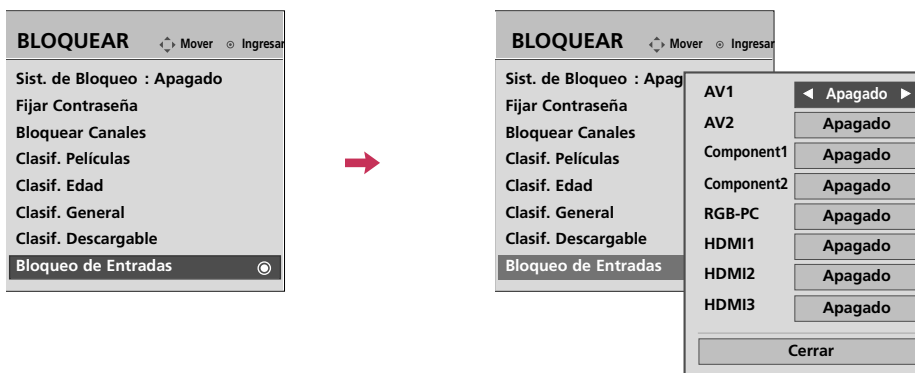 BLOQUEAR Mover Ingresar
Sist. de Bloqueo : Apagado
Fijar Contraseña
Bloquear Canales
Clasif. Películas
Clasif. Edad
Clasif. General
Clasif. Descargable
Bloqueo de Entradas
BLOQUEAR Mover Ingresar
Sist. de Bloqueo : Apag
Fijar Contraseña
Bloquear Canales
Clasif. Películas
Clasif. Edad
Clasif. General
Clasif. Descargable
Bloqueo de Entradas
AV1 ◀ Apagado ▶
AV2 Apagado
Component1 Apagado
Component2 Apagado
RGB-PC Apagado
HDMI1 Apagado
HDMI2 Apagado
HDMI3 Apagado
Cerrar